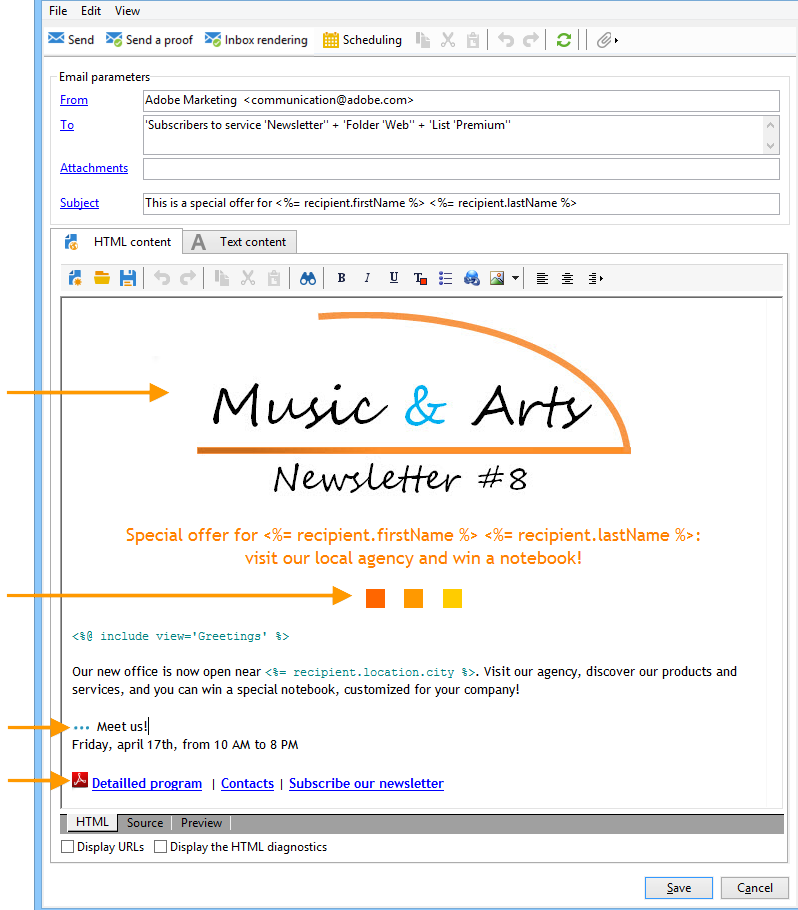 File Edit View
Send Send a proof Inbox rendering Scheduling
Email parameters
From Adobe Marketing <communication@adobe.com>
To 'Subscribers to service 'Newsletter'' + 'Folder 'Web'' + 'List 'Premium''
Attachments
Subject This is a special offer for <%= recipient.firstName %> <%= recipient.lastName %>
HTML content Text content
B I U T
Music & Arts
Newsletter #8
Special offer for <%= recipient.firstName %> <%= recipient.lastName %>:
visit our local agency and win a notebook!
<%@ include view='Greetings' %>
Our new office is now open near <%= recipient.location.city %>. Visit our agency, discover our products and
services, and you can win a special notebook, customized for your company!
Meet us!
Friday, april 17th, from 10 AM to 8 PM
Detailled program | Contacts | Subscribe our newsletter
HTML Source Preview
Display URLs Display the HTML diagnostics
Save Cancel